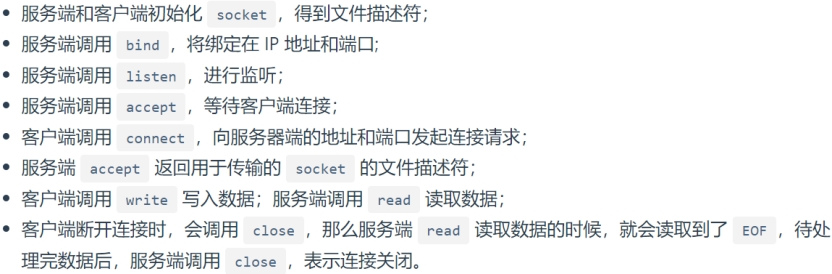 服务端和客户端初始化 socket，得到文件描述符；
服务端调用 bind，将绑定在 IP 地址和端口;
服务端调用 listen，进行监听；
服务端调用 accept，等待客户端连接；
客户端调用 connect，向服务器端的地址和端口发起连接请求；
服务端 accept 返回用于传输的 socket 的文件描述符；
客户端调用 write 写入数据；服务端调用 read 读取数据；
客户端断开连接时，会调用 close，那么服务端 read 读取数据的时候，就会读取到了 EOF，待处
理完数据后，服务端调用 close，表示连接关闭。